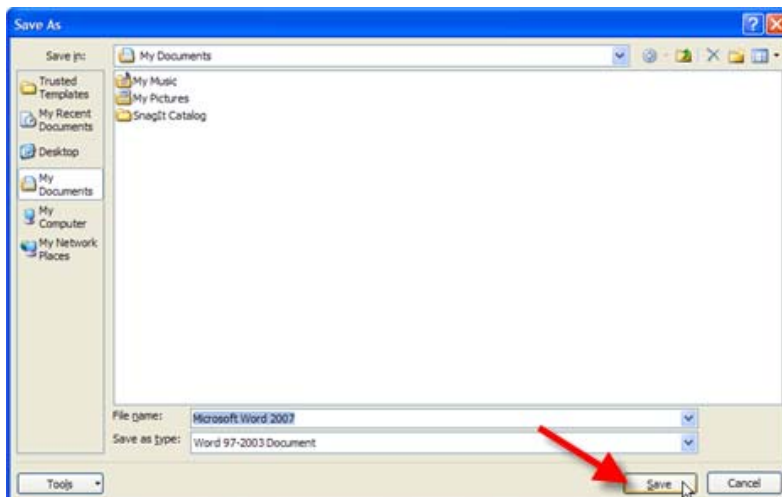 Save As
Save in:
My Documents
Trusted
Templates
My Recent
Documents
Desktop
My
Documents
My
Computer
My Network
Places
My Music
My Pictures
SnagIt Catalog
File name:
Microsoft Word 2007
Save as type:
Word 97-2003 Document
Tools
Save
Cancel